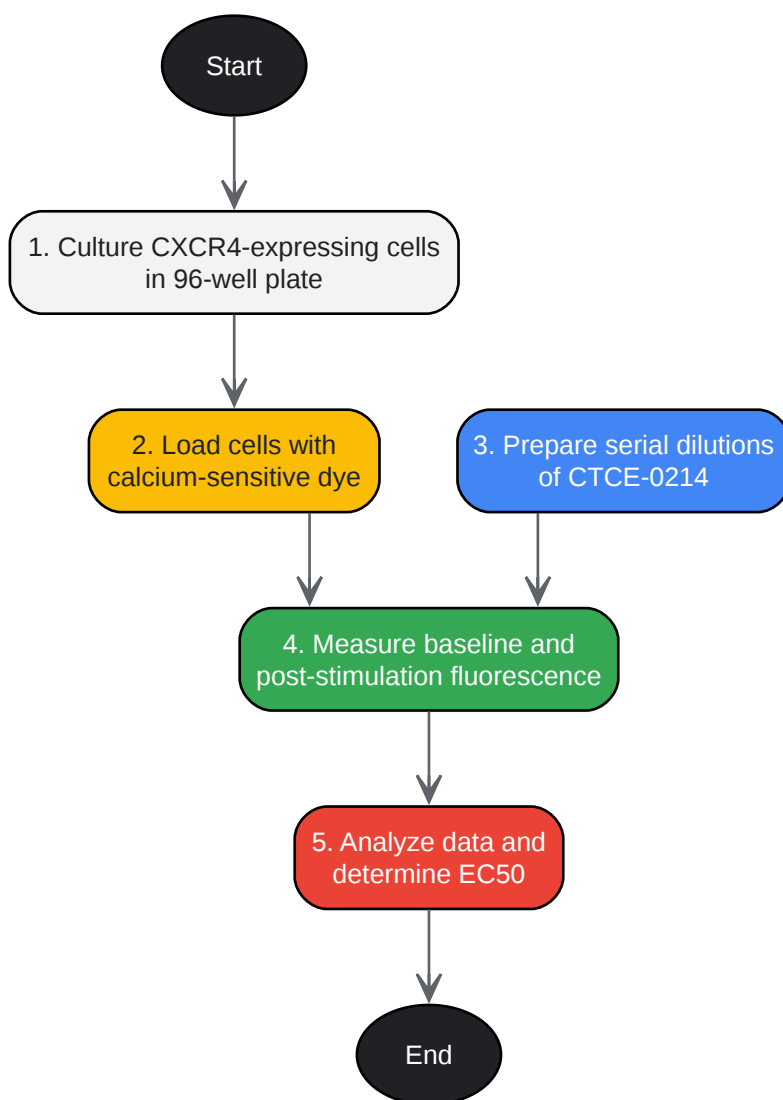 Start
1. Culture CXCR4-expressing cells
in 96-well plate
2. Load cells with
calcium-sensitive dye
3. Prepare serial dilutions
of CTCE-0214
4. Measure baseline and
post-stimulation fluorescence
5. Analyze data and
determine EC50
End